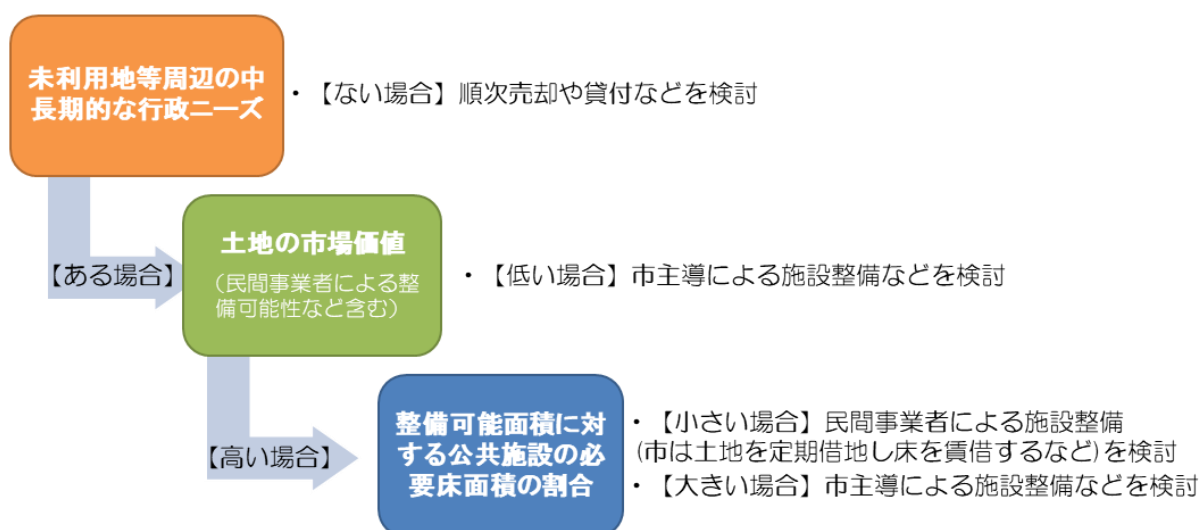 未利用地等周辺の中
長期的な行政ニーズ
・【ない場合】順次売却や貸付などを検討
【ある場合】
土地の市場価値
（民間事業者による整
備可能性など含む）
・【低い場合】市主導による施設整備などを検討
【高い場合】
整備可能面積に対
する公共施設の必
要床面積の割合
・【小さい場合】民間事業者による施設整備
(市は土地を定期借地し床を賃借するなど)を検討
・【大きい場合】市主導による施設整備などを検討